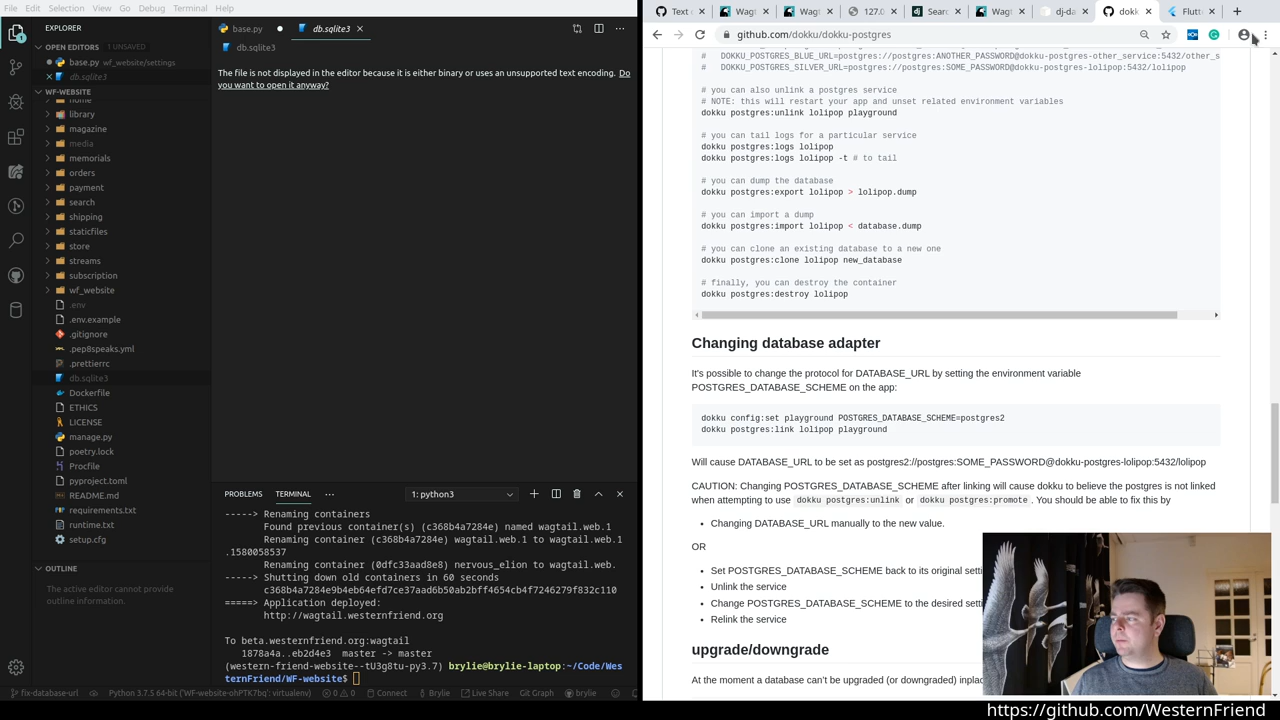 File Edit Selection View Go Debug Terminal Help
EXPLORER
OPEN EDITORS 1 UNSAVED
base.py wf_website/settings
db.sqlite3
WF-WEBSITE
home
library
magazine
media
memorials
orders
payment
search
shipping
staticfiles
store
streams
subscription
wf_website
.env
.env.example
.gitignore
.pep8speaks.yml
.prettierrc
db.sqlite3
Dockerfile
ETHICS
LICENSE
manage.py
poetry.lock
Procfile
pyproject.toml
README.md
requirements.txt
runtime.txt
setup.cfg
OUTLINE
The active editor cannot provide
outline information.
base.py
db.sqlite3
db.sqlite3
The file is not displayed in the editor because it is either binary or uses an unsupported text encoding. Do
you want to open it anyway?
PROBLEMS TERMINAL ··· 1: python3
-----> Renaming containers
Found previous container(s) (c368b4a7284e) named wagtail.web.1
Renaming container (c368b4a7284e) wagtail.web.1 to wagtail.web.1
.1580058537
Renaming container (0dfc33aad8e8) nervous_elion to wagtail.web.
-----> Shutting down old containers in 60 seconds
c368b4a7284e9b4eb64efd7ce37aad6b50ab2bff4654cb4f7246279f832c110
=====> Application deployed:
http://wagtail.westernfriend.org
To beta.westernfriend.org:wagtail
1878a4a..eb2d4e3 master -> master
(western-friend-website--tU3g8tu-py3.7) brylie@brylie-laptop:~/Code/Wes
ternFriend/WF-website$
fix-database-url Python 3.7.5 64-bit ('WF-website-ohPTK7bq': virtualenv) 0 0 Connect Brylie Live Share Git Graph brylie
Text c Wagt Wagt 127.0 Searc Wagt dj-da dokk Flutte
github.com/dokku/dokku-postgres
# DOKKU_POSTGRES_BLUE_URL=postgres://postgres:ANOTHER_PASSWORD@dokku-postgres-other_service:5432/other_s
# DOKKU_POSTGRES_SILVER_URL=postgres://postgres:SOME_PASSWORD@dokku-postgres-lolipop:5432/lolipop
# you can also unlink a postgres service
# NOTE: this will restart your app and unset related environment variables
dokku postgres:unlink lolipop playground
# you can tail logs for a particular service
dokku postgres:logs lolipop
dokku postgres:logs lolipop -t # to tail
# you can dump the database
dokku postgres:export lolipop > lolipop.dump
# you can import a dump
dokku postgres:import lolipop < database.dump
# you can clone an existing database to a new one
dokku postgres:clone lolipop new_database
# finally, you can destroy the container
dokku postgres:destroy lolipop
Changing database adapter
It's possible to change the protocol for DATABASE_URL by setting the environment variable
POSTGRES_DATABASE_SCHEME on the app:
dokku config:set playground POSTGRES_DATABASE_SCHEME=postgres2
dokku postgres:link lolipop playground
Will cause DATABASE_URL to be set as postgres2://postgres:SOME_PASSWORD@dokku-postgres-lolipop:5432/lolipop
CAUTION: Changing POSTGRES_DATABASE_SCHEME after linking will cause dokku to believe the postgres is not linked
when attempting to use dokku postgres:unlink or dokku postgres:promote. You should be able to fix this by
• Changing DATABASE_URL manually to the new value.
OR
• Set POSTGRES_DATABASE_SCHEME back to its original setti
• Unlink the service
• Change POSTGRES_DATABASE_SCHEME to the desired setti
• Relink the service
upgrade/downgrade
At the moment a database can't be upgraded (or downgraded) inplac
https://github.com/WesternFriend